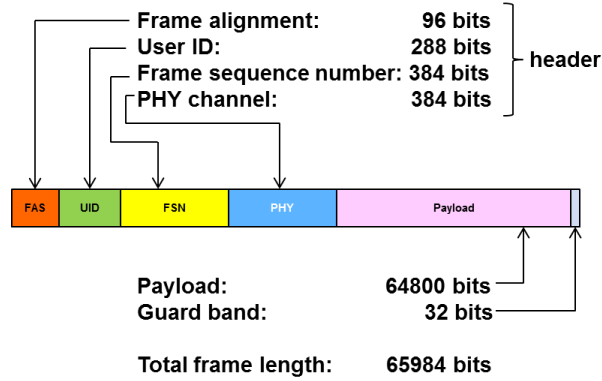 Frame alignment: 96 bits
User ID: 288 bits
Frame sequence number: 384 bits
PHY channel: 384 bits
header
FAS UID FSN PHY Payload
Payload: 64800 bits
Guard band: 32 bits
Total frame length: 65984 bits